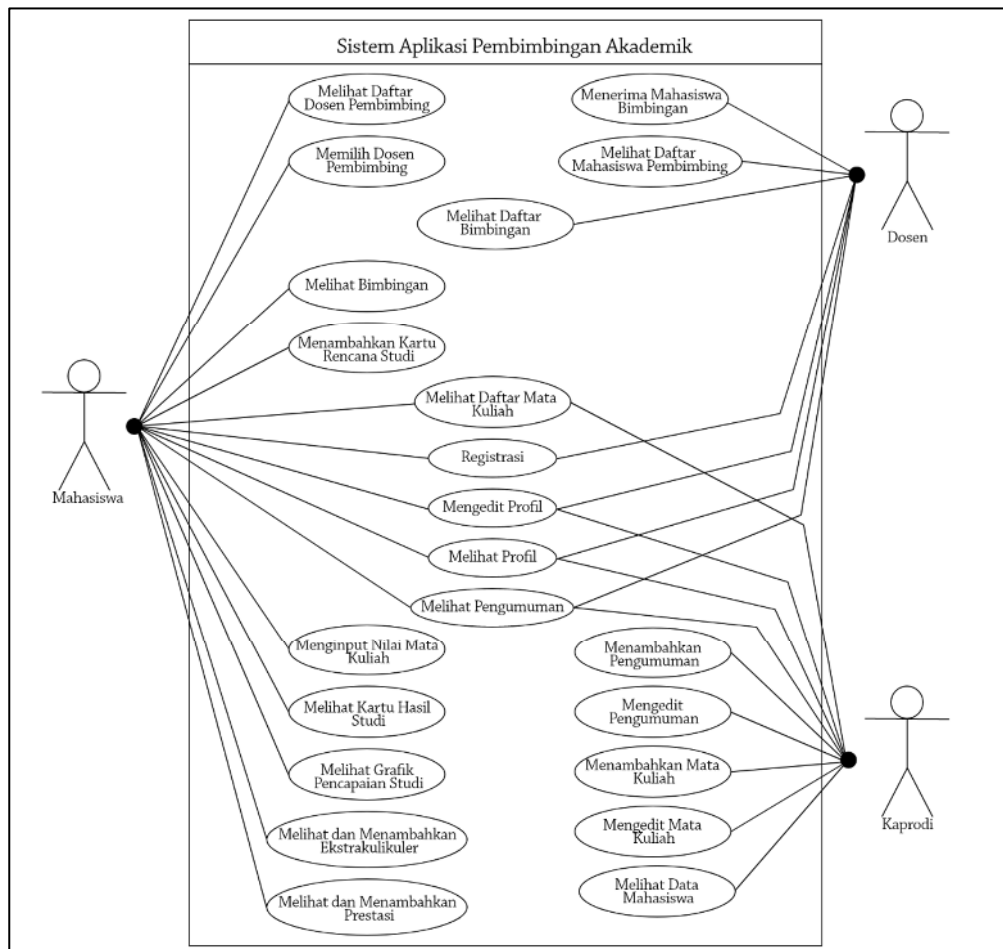 Sistem Aplikasi Pembimbingan Akademik
Melihat Daftar
Dosen Pembimbing
Menerima Mahasiswa
Bimbingan
Memilih Dosen
Pembimbing
Melihat Daftar
Mahasiswa Pembimbing
Melihat Daftar
Bimbingan
Dosen
Melihat Bimbingan
Menambahkan Kartu
Rencana Studi
Melihat Daftar Mata
Kuliah
Registrasi
Mahasiswa
Mengedit Profil
Melihat Profil
Melihat Pengumuman
Menginput Nilai Mata
Kuliah
Menambahkan
Pengumuman
Melihat Kartu Hasil
Studi
Mengedit
Pengumuman
Melihat Grafik
Pencapaian Studi
Menambahkan Mata
Kuliah
Kaprodi
Melihat dan Menambahkan
Ekstrakulikuler
Mengedit Mata
Kuliah
Melihat dan Menambahkan
Prestasi
Melihat Data
Mahasiswa